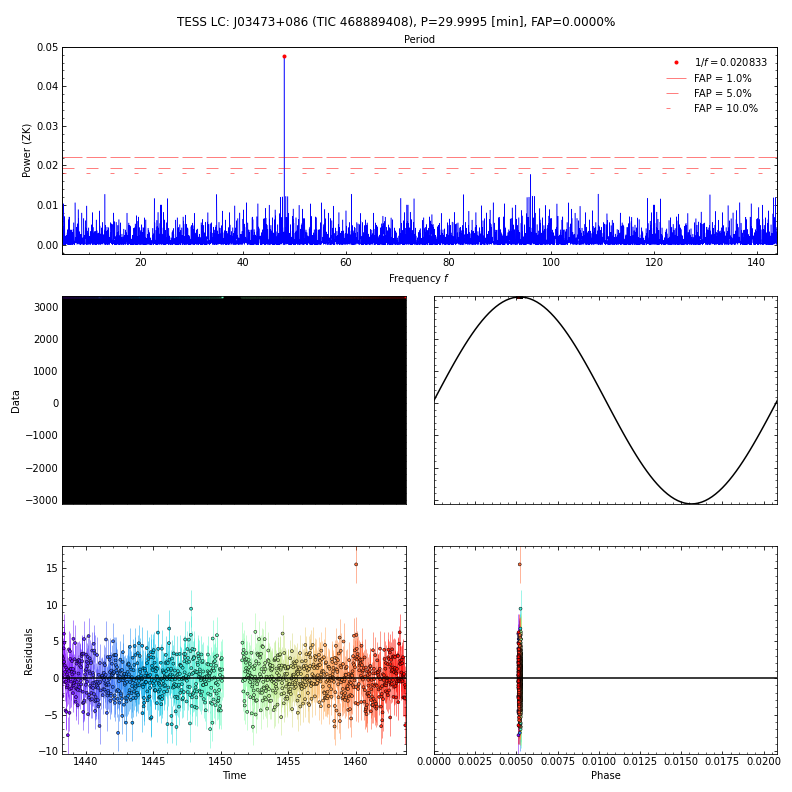 TESS LC: J03473+086 (TIC 468889408), P=29.9995 [min], FAP=0.0000%
Period
0.05
0.04
0.03
0.02
0.01
0.00
Power (ZK)
1/f = 0.020833
FAP = 1.0%
FAP = 5.0%
FAP = 10.0%
20 40 60 80 100 120 140
Frequency f
3000
2000
1000
0
−1000
−2000
−3000
Data
15
10
5
0
−5
−10
Residuals
1440 1445 1450 1455 1460
Time
0.0000 0.0025 0.0050 0.0075 0.0100 0.0125 0.0150 0.0175 0.0200
Phase